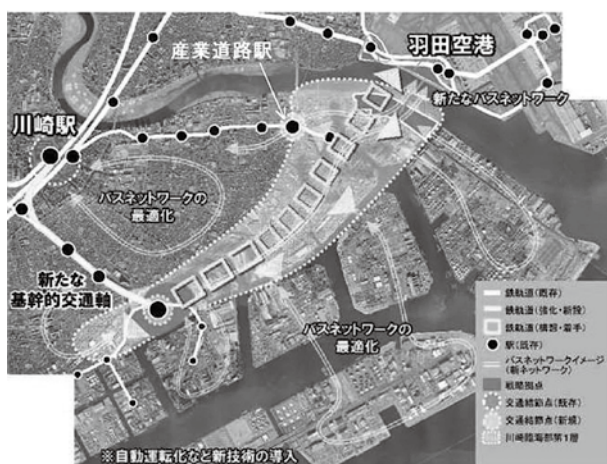 羽田空港
産業道路駅
新たなバスネットワーク
川崎駅
バスネットワークの
最適化
新たな
基幹的交通軸
バスネットワークの
最適化
鉄軌道(既存)
鉄軌道(強化・新設)
鉄軌道(構想・着手)
駅(既存)
バスネットワークイメージ
(新ネットワーク)
戦略拠点
交通結節点(既存)
交通結節点(新規)
川崎臨海部第1層
※自動運転化など新技術の導入